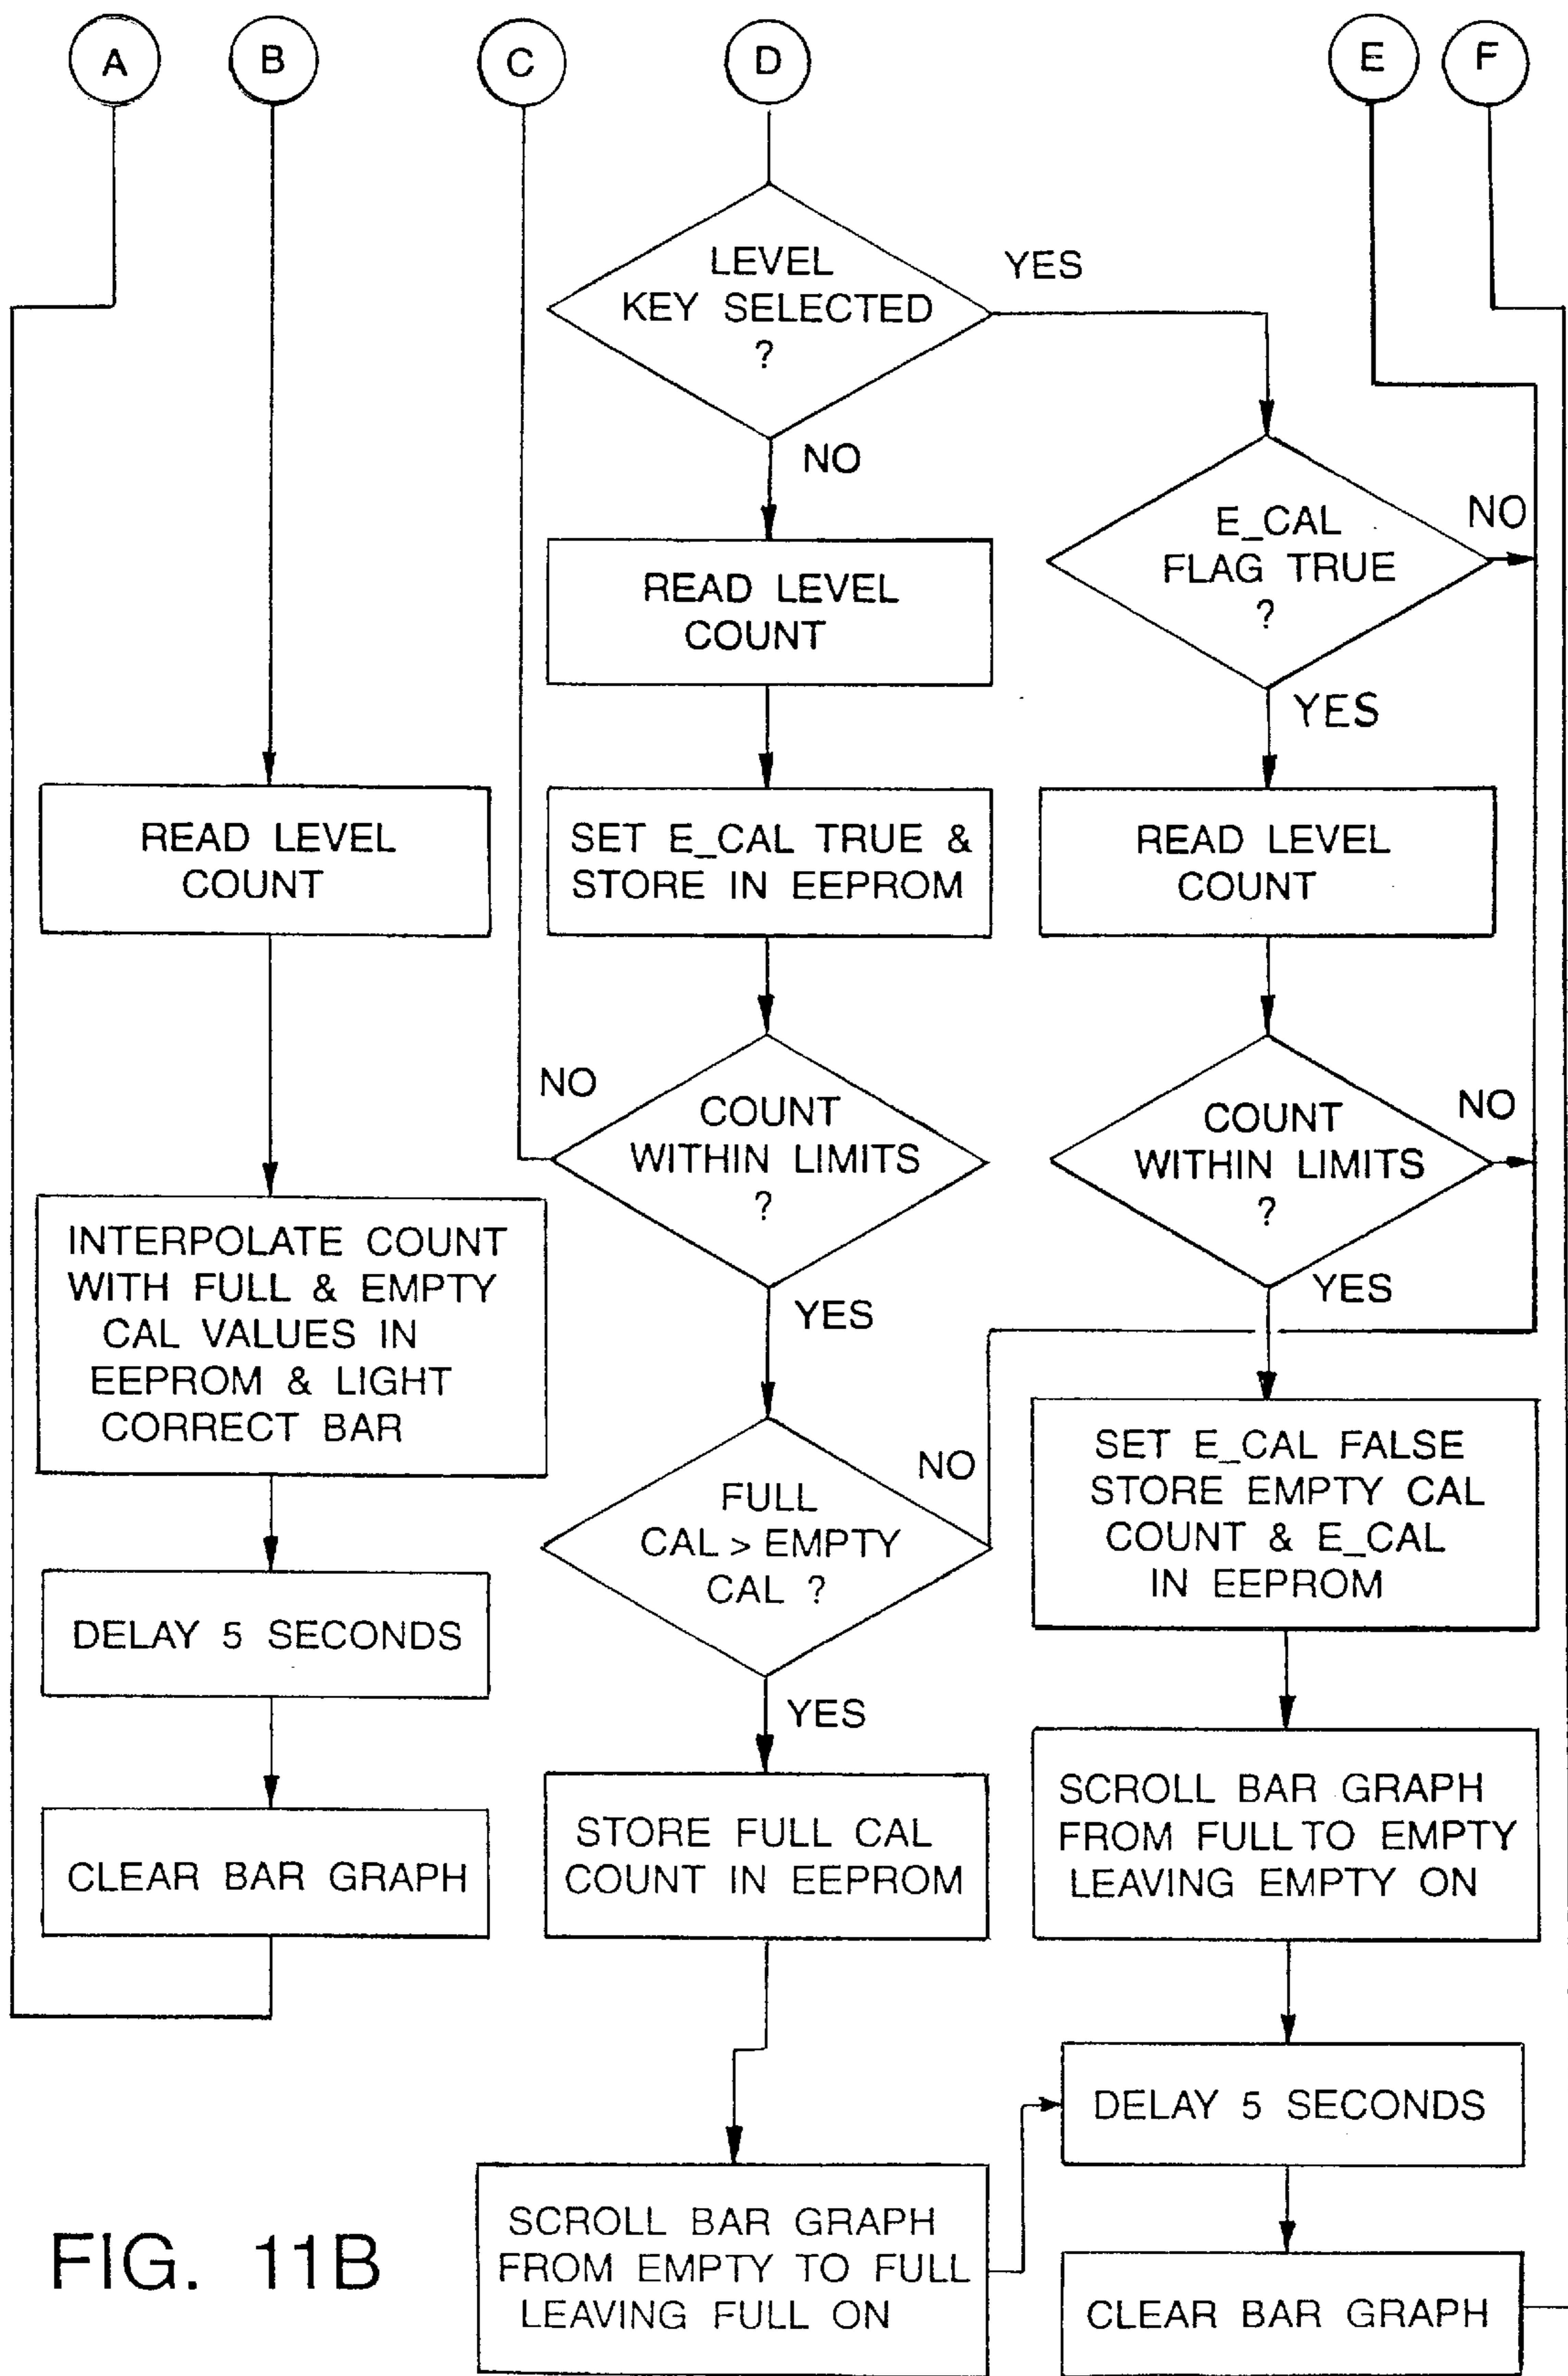 A
B
C
D
E
F
LEVEL
KEY SELECTED
?
YES
NO
E_CAL
FLAG TRUE
?
NO
YES
READ LEVEL
COUNT
READ LEVEL
COUNT
SET E_CAL TRUE &
STORE IN EEPROM
READ LEVEL
COUNT
NO
COUNT
WITHIN LIMITS
?
YES
COUNT
WITHIN LIMITS
?
NO
YES
INTERPOLATE COUNT
WITH FULL & EMPTY
CAL VALUES IN
EEPROM & LIGHT
CORRECT BAR
FULL
CAL > EMPTY
CAL ?
NO
YES
SET E_CAL FALSE
STORE EMPTY CAL
COUNT & E_CAL
IN EEPROM
DELAY 5 SECONDS
CLEAR BAR GRAPH
STORE FULL CAL
COUNT IN EEPROM
SCROLL BAR GRAPH
FROM FULL TO EMPTY
LEAVING EMPTY ON
DELAY 5 SECONDS
SCROLL BAR GRAPH
FROM EMPTY TO FULL
LEAVING FULL ON
CLEAR BAR GRAPH
FIG. 11B